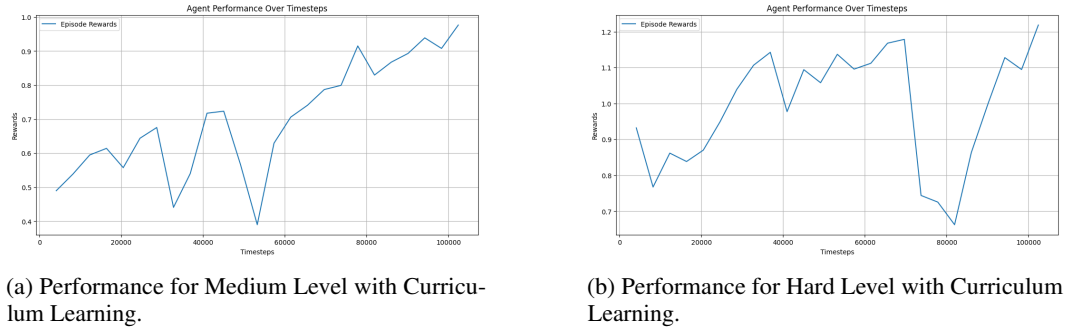 Agent Performance Over Timesteps
Episode Rewards
1.0
0.9
0.8
0.7
0.6
0.5
0.4
Rewards
0
20000
40000
60000
80000
100000
Timesteps
(a) Performance for Medium Level with Curricu-
lum Learning.
Agent Performance Over Timesteps
Episode Rewards
1.2
1.1
1.0
0.9
0.8
0.7
Rewards
0
20000
40000
60000
80000
100000
Timesteps
(b) Performance for Hard Level with Curriculum
Learning.